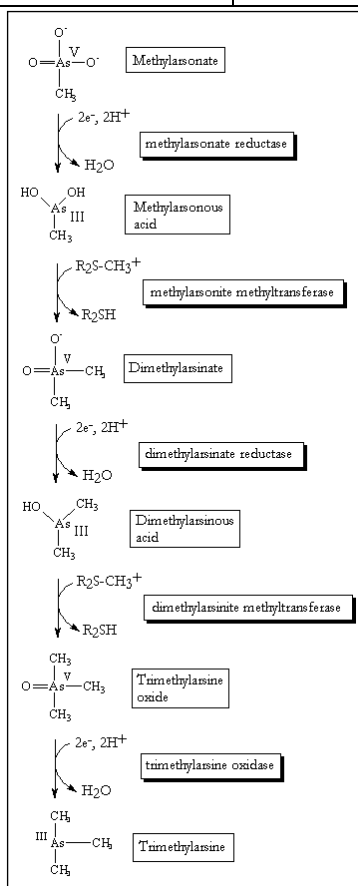 O-
V
O=As-O-
CH3
Methylarsonate
2e-, 2H+
methylarsonate reductase
H2O
HO OH
As
III
CH3
Methylarsonous
acid
R2S-CH3+
methylarsonite methyltransferase
R2SH
O-
V
O=As-CH3
CH3
Dimethylarsinate
2e-, 2H+
dimethylarsinate reductase
H2O
HO CH3
As
III
CH3
Dimethylarsinous
acid
R2S-CH3+
dimethylarsinite methyltransferase
R2SH
CH3
V
O=As-CH3
CH3
Trimethylarsine
oxide
2e-, 2H+
trimethylarsine oxidase
H2O
CH3
III
As-CH3
CH3
Trimethylarsine